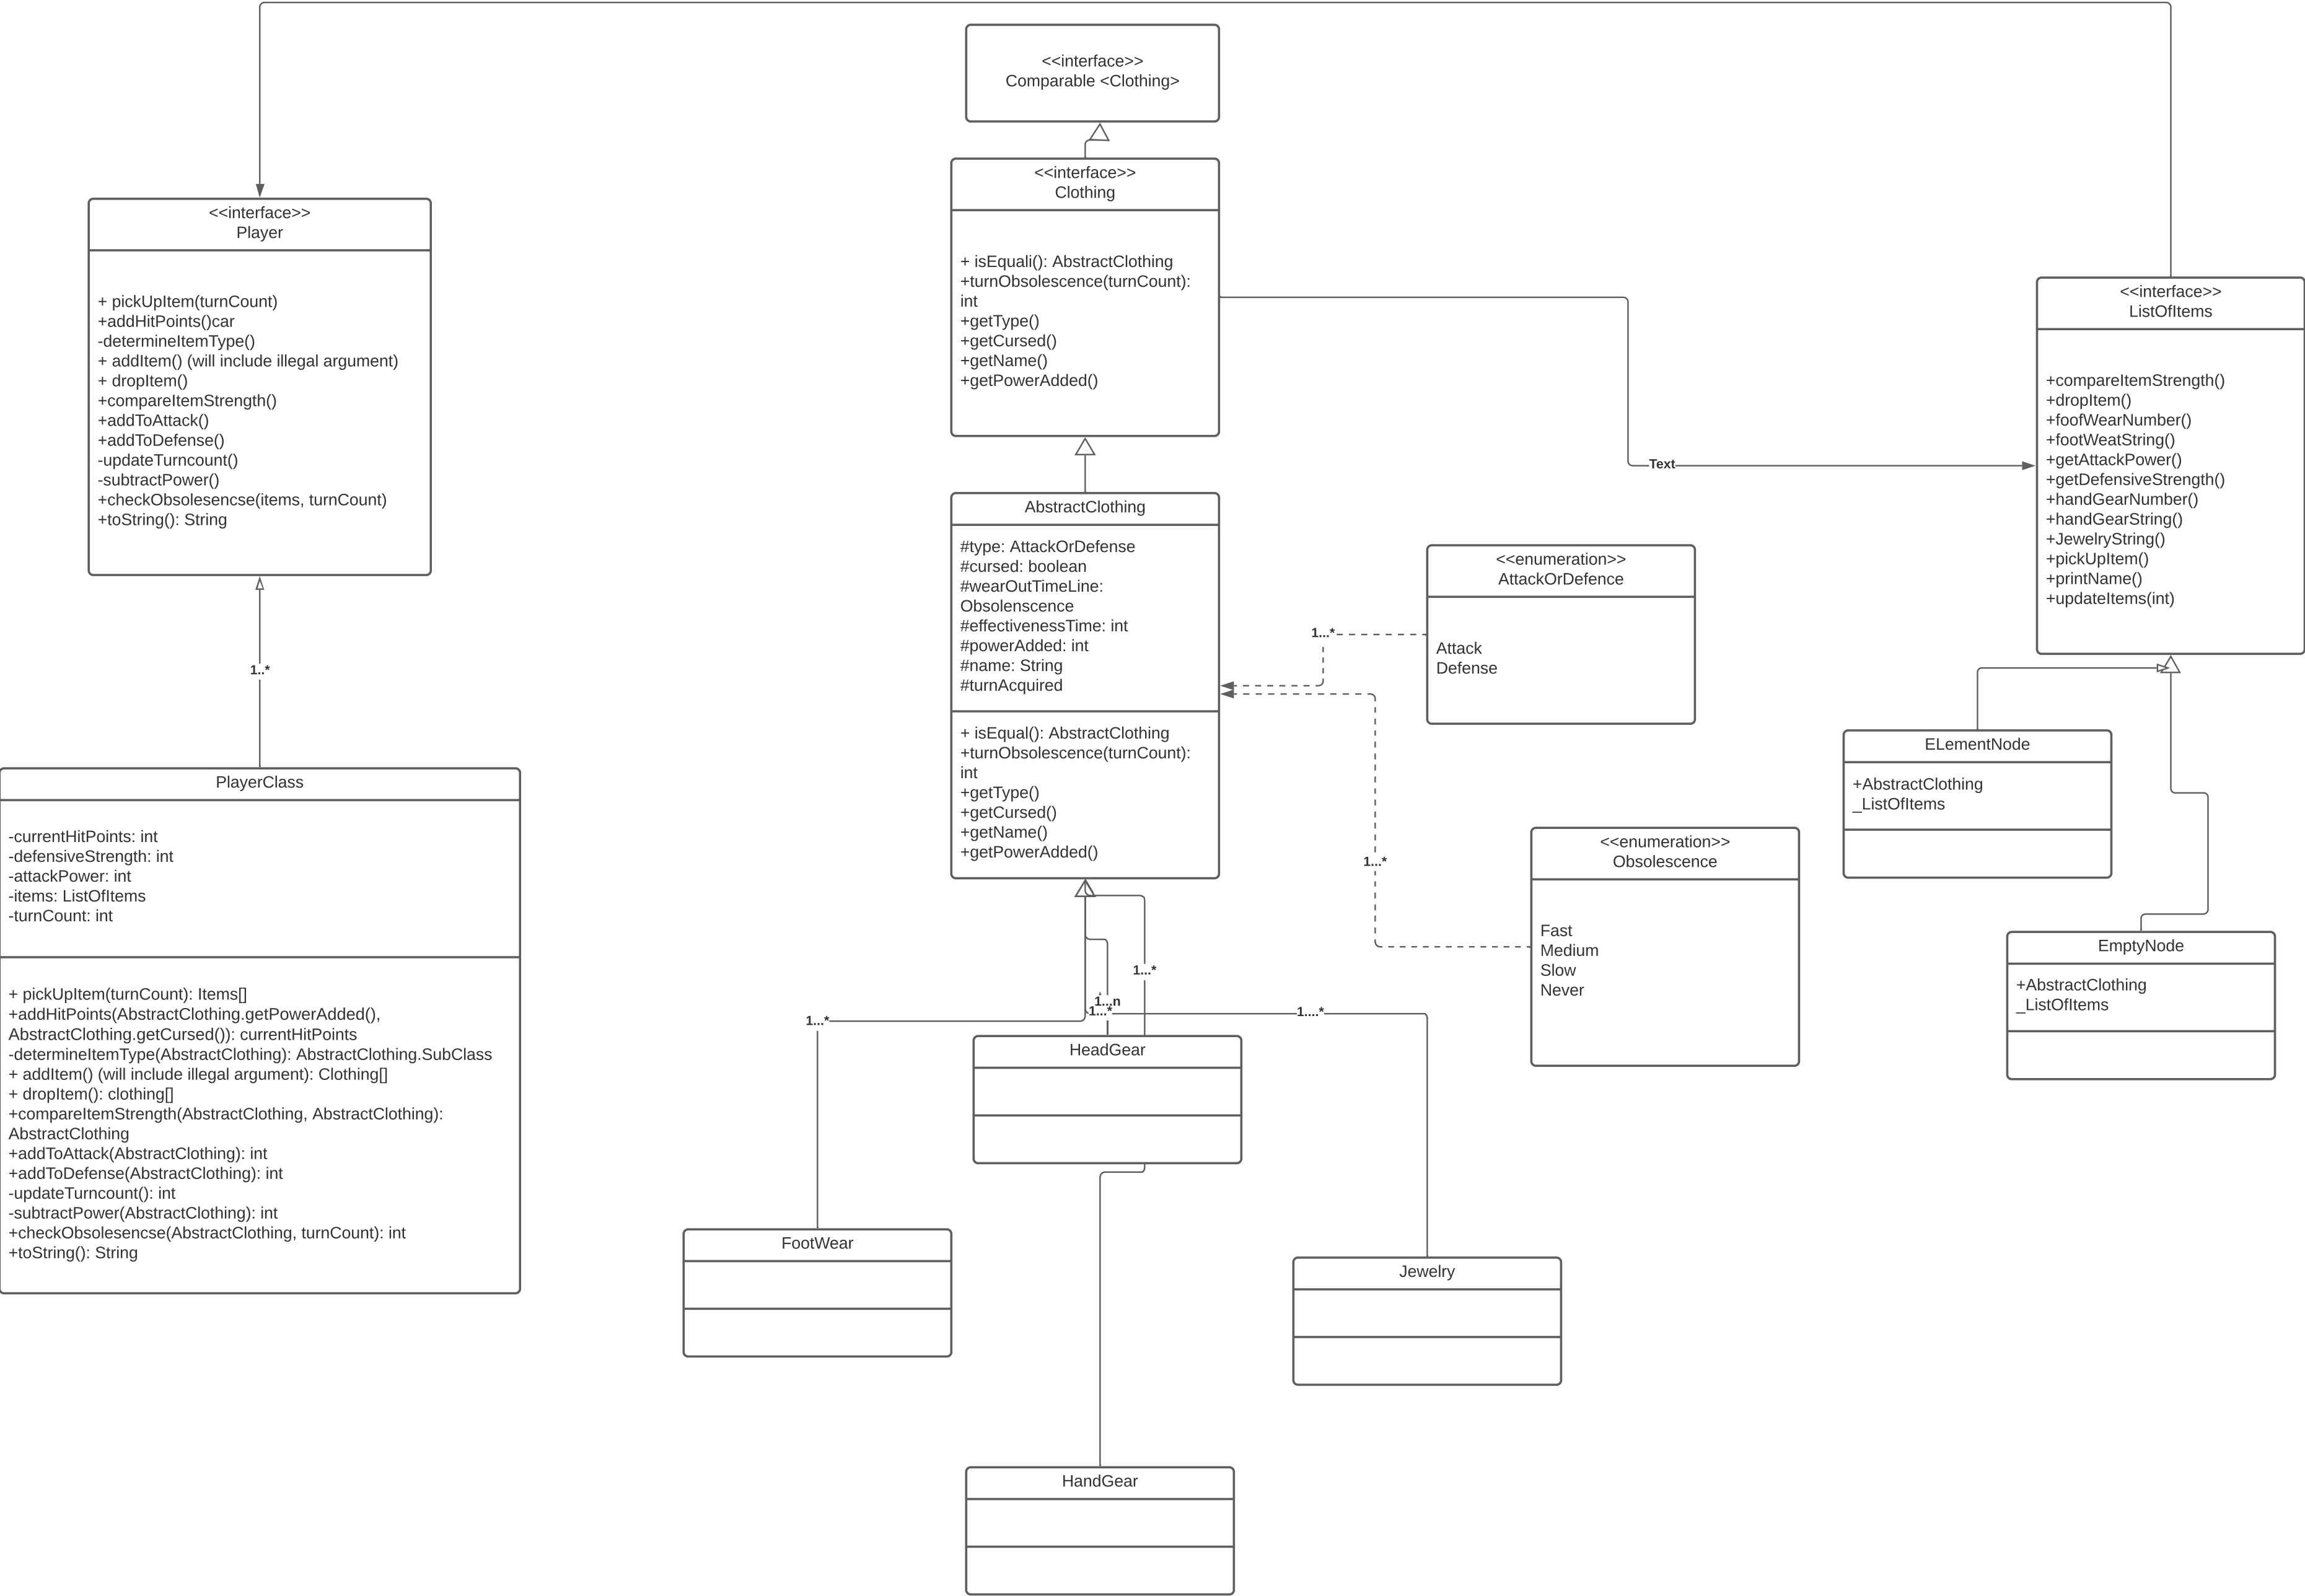 <<interface>>
Comparable <Clothing>
<<interface>>
Clothing
+ isEquali(): AbstractClothing
+turnObsolescence(turnCount):
int
+getType()
+getCursed()
+getName()
+getPowerAdded()
<<interface>>
Player
+ pickUpItem(turnCount)
+addHitPoints()car
-determineItemType()
+ addItem() (will include illegal argument)
+ dropItem()
+compareItemStrength()
+addToAttack()
+addToDefense()
-updateTurncount()
-subtractPower()
+checkObsolesencse(items, turnCount)
+toString(): String
<<interface>>
ListOfItems
+compareItemStrength()
+dropItem()
+foofWearNumber()
+footWeatString()
+getAttackPower()
+getDefensiveStrength()
+handGearNumber()
+handGearString()
+JewelryString()
+pickUpItem()
+printName()
+updateItems(int)
Text
AbstractClothing
#type: AttackOrDefense
#cursed: boolean
#wearOutTimeLine:
Obsolenscence
#effectivenessTime: int
#powerAdded: int
#name: String
#turnAcquired
+ isEqual(): AbstractClothing
+turnObsolescence(turnCount):
int
+getType()
+getCursed()
+getName()
+getPowerAdded()
<<enumeration>>
AttackOrDefence
Attack
Defense
1...*
1..*
PlayerClass
-currentHitPoints: int
-defensiveStrength: int
-attackPower: int
-items: ListOfItems
-turnCount: int
+ pickUpItem(turnCount): Items[]
+addHitPoints(AbstractClothing.getPowerAdded(),
AbstractClothing.getCursed()): currentHitPoints
-determineItemType(AbstractClothing): AbstractClothing.SubClass
+ addItem() (will include illegal argument): Clothing[]
+ dropItem(): clothing[]
+compareItemStrength(AbstractClothing, AbstractClothing):
AbstractClothing
+addToAttack(AbstractClothing): int
+addToDefense(AbstractClothing): int
-updateTurncount(): int
-subtractPower(AbstractClothing): int
+checkObsolesencse(AbstractClothing, turnCount): int
+toString(): String
ELementNode
+AbstractClothing
_ListOfItems
1...*
<<enumeration>>
Obsolescence
Fast
Medium
Slow
Never
EmptyNode
+AbstractClothing
_ListOfItems
1...*
1...n
1...*
1....*
1...*
HeadGear
FootWear
Jewelry
HandGear